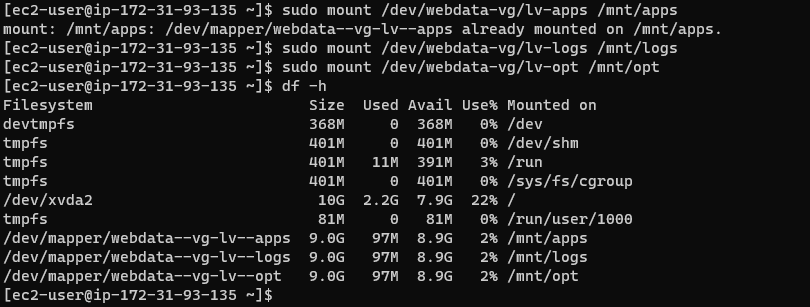 [ec2-user@ip-172-31-93-135 ~]$ sudo mount /dev/webdata-vg/lv-apps /mnt/apps
mount: /mnt/apps: /dev/mapper/webdata--vg-lv--apps already mounted on /mnt/apps.
[ec2-user@ip-172-31-93-135 ~]$ sudo mount /dev/webdata-vg/lv-logs /mnt/logs
[ec2-user@ip-172-31-93-135 ~]$ sudo mount /dev/webdata-vg/lv-opt /mnt/opt
[ec2-user@ip-172-31-93-135 ~]$ df -h
Filesystem                       Size  Used Avail Use% Mounted on
devtmpfs                         368M     0  368M   0% /dev
tmpfs                            401M     0  401M   0% /dev/shm
tmpfs                            401M   11M  391M   3% /run
tmpfs                            401M     0  401M   0% /sys/fs/cgroup
/dev/xvda2                        10G  2.2G  7.9G  22% /
tmpfs                             81M     0   81M   0% /run/user/1000
/dev/mapper/webdata--vg-lv--apps  9.0G   97M  8.9G   2% /mnt/apps
/dev/mapper/webdata--vg-lv--logs  9.0G   97M  8.9G   2% /mnt/logs
/dev/mapper/webdata--vg-lv--opt   9.0G   97M  8.9G   2% /mnt/opt
[ec2-user@ip-172-31-93-135 ~]$